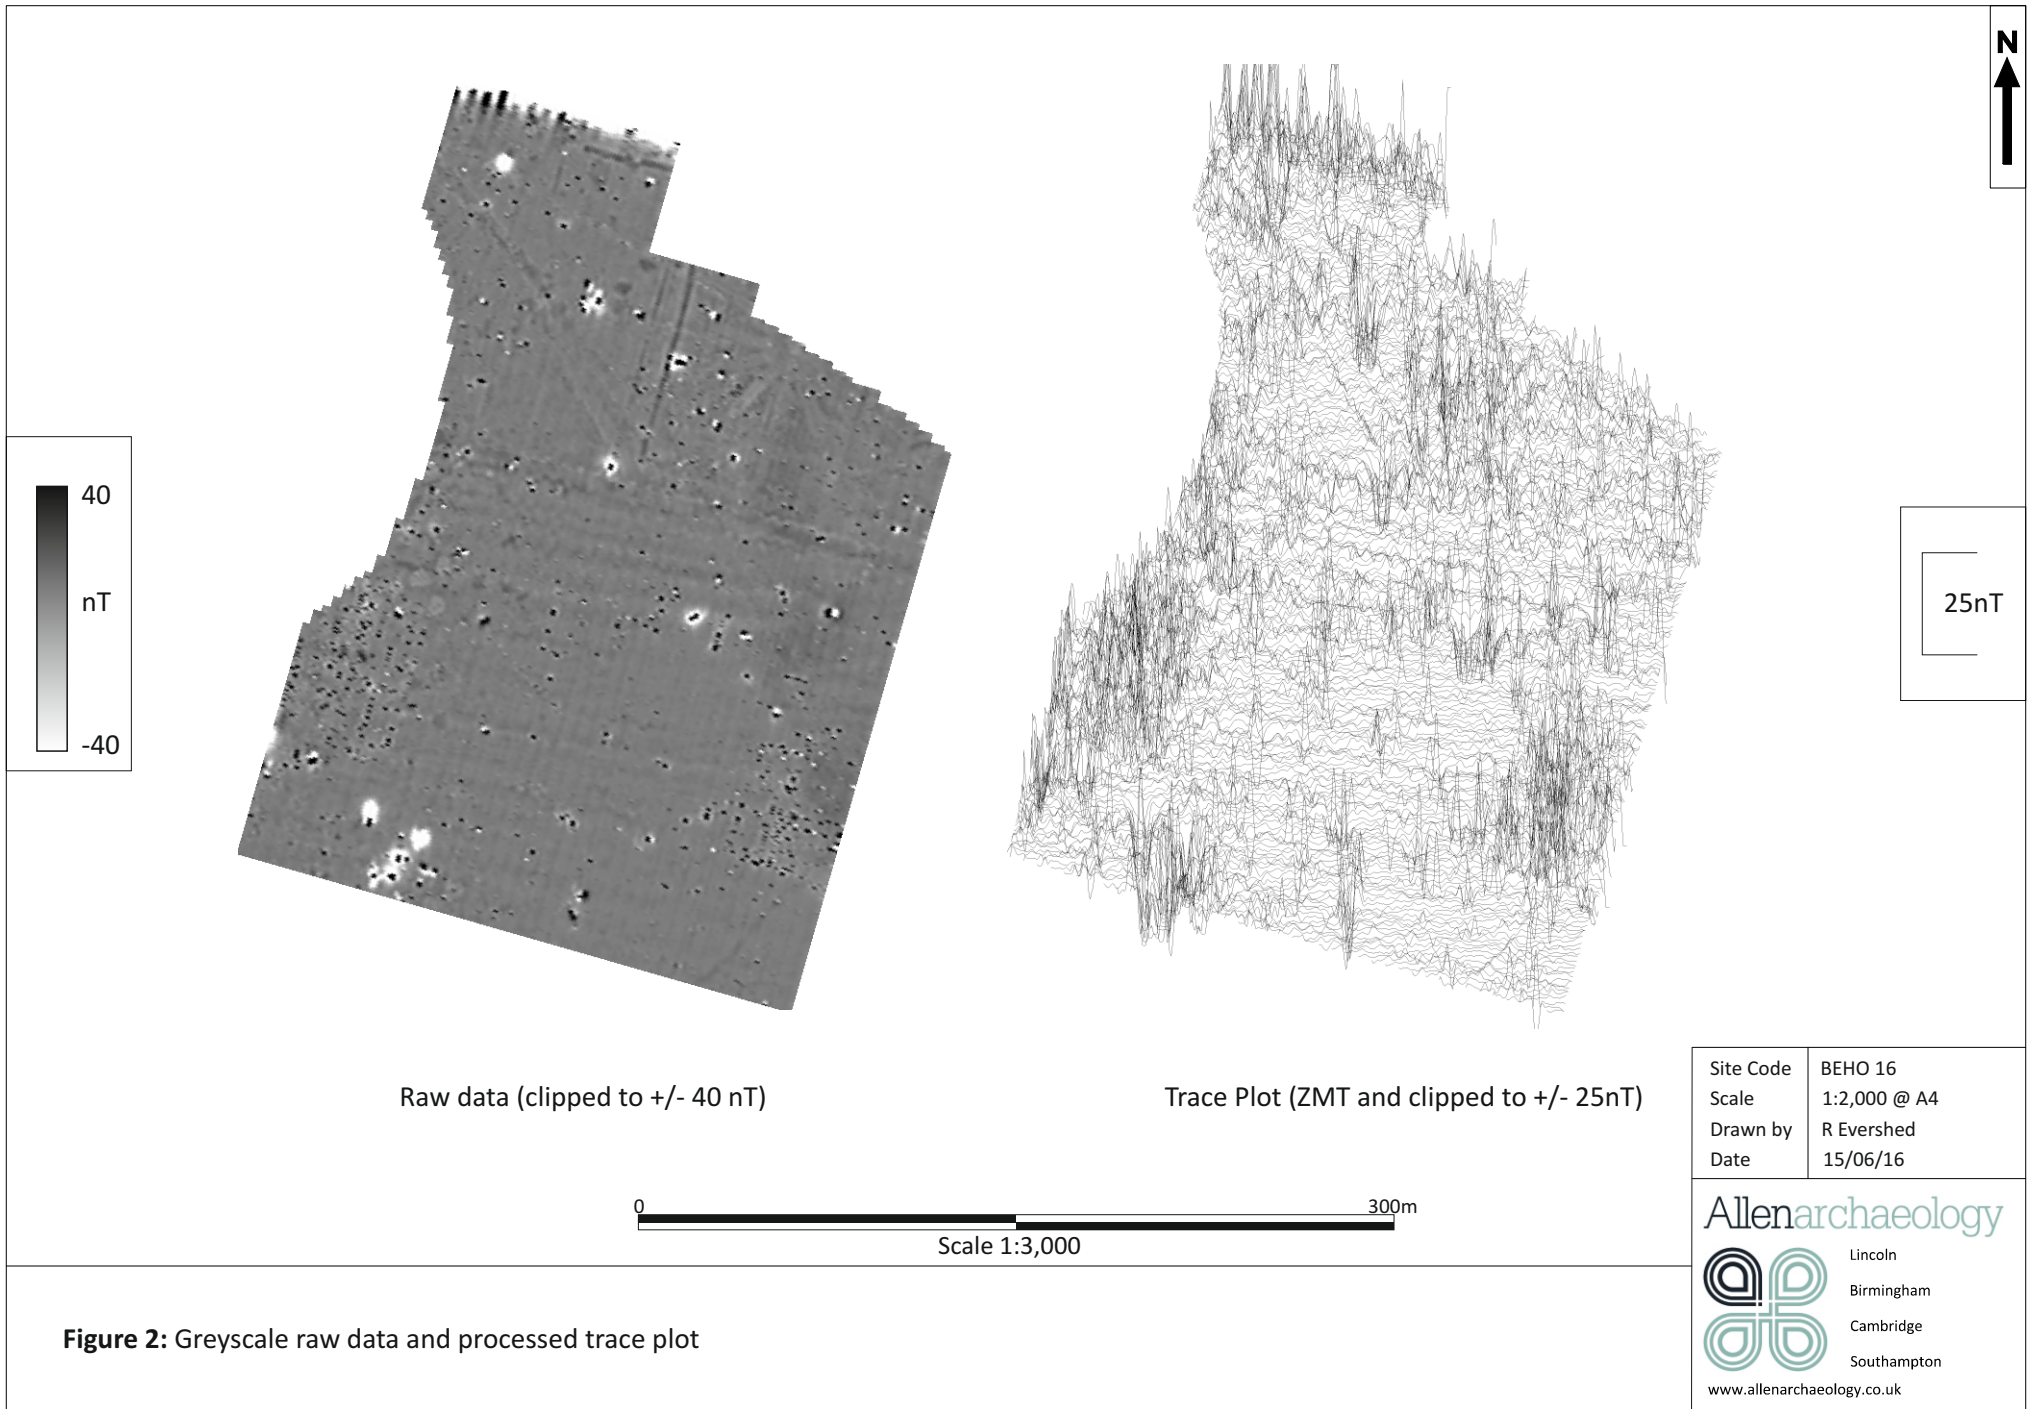 N
40
nT
-40
25nT
Raw data (clipped to +/- 40 nT)
Trace Plot (ZMT and clipped to +/- 25nT)
0 300m
Scale 1:3,000
Site Code BEHO 16
Scale 1:2,000 @ A4
Drawn by R Evershed
Date 15/06/16
Allenarchaeology
Lincoln
Birmingham
Cambridge
Southampton
www.allenarchaeology.co.uk
Figure 2: Greyscale raw data and processed trace plot